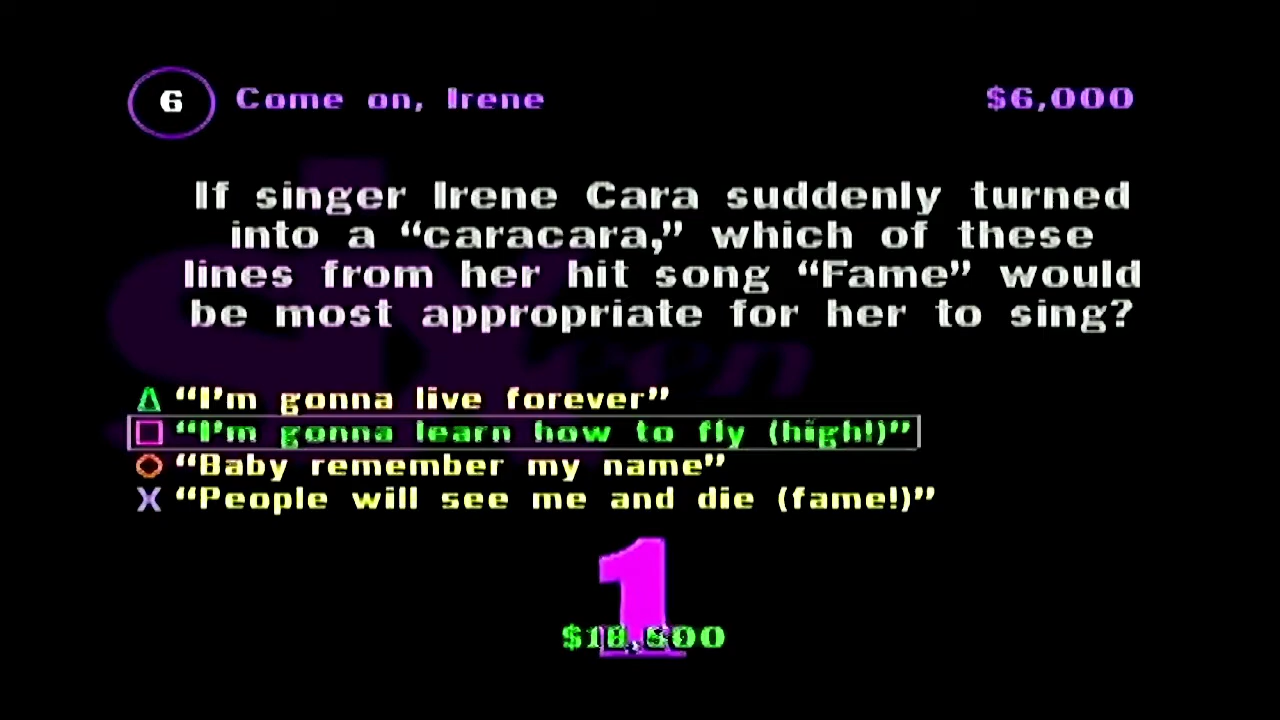 6 Come on, Irene $6,000
If singer Irene Cara suddenly turned
into a “caracara,” which of these
lines from her hit song “Fame” would
be most appropriate for her to sing?
“I’m gonna live forever”
“I’m gonna learn how to fly (high!)”
“Baby remember my name”
X “People will see me and die (fame!)”
1